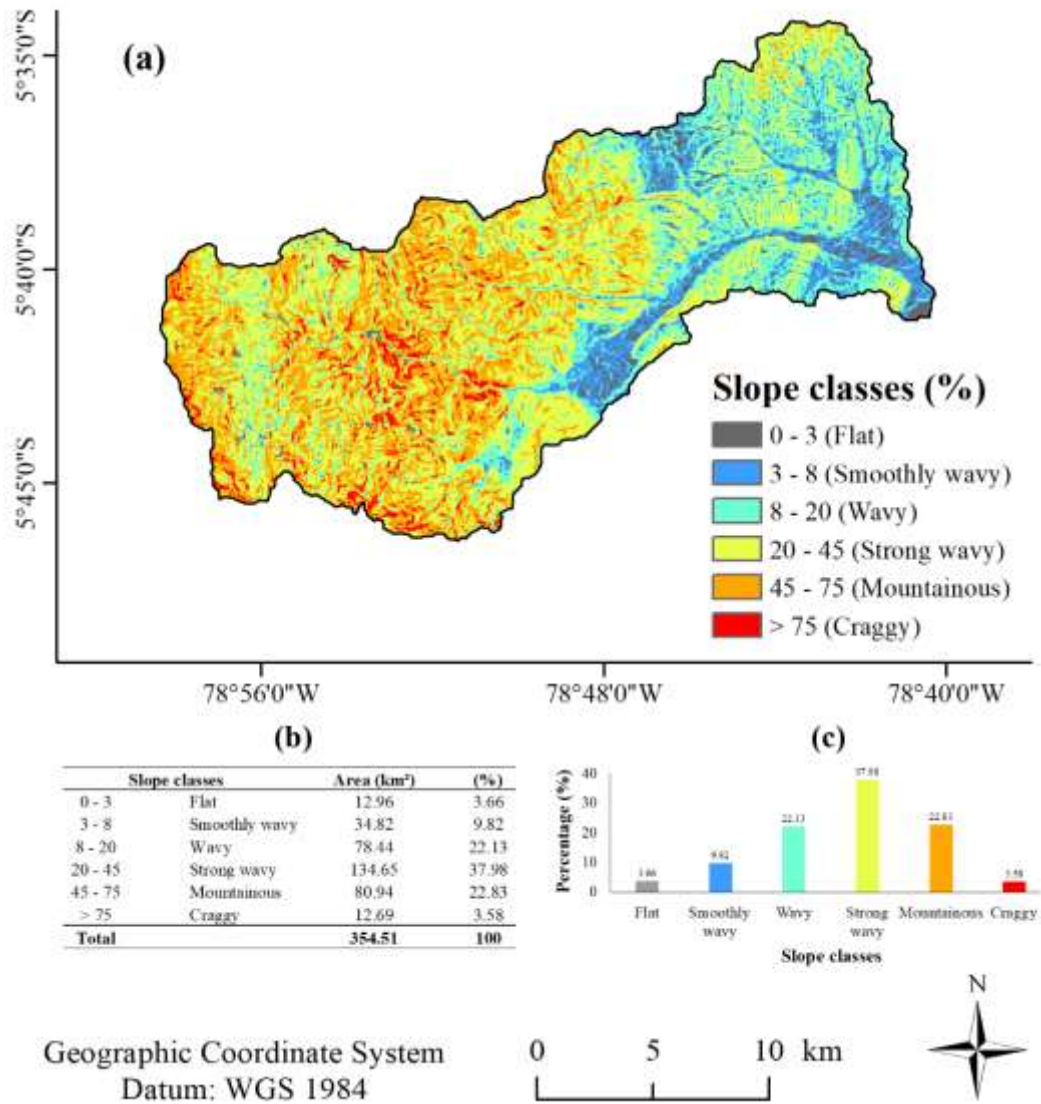 (a)
5°35'0"S
5°40'0"S
5°45'0"S
Slope classes (%)
0 - 3 (Flat)
3 - 8 (Smoothly wavy)
8 - 20 (Wavy)
20 - 45 (Strong wavy)
45 - 75 (Mountainous)
> 75 (Craggy)
78°56'0"W 78°48'0"W 78°40'0"W
(b)
Slope classes Area (km²) (%)
0 - 3 Flat 12.96 3.66
3 - 8 Smoothly wavy 34.82 9.82
8 - 20 Wavy 78.44 22.13
20 - 45 Strong wavy 134.65 37.98
45 - 75 Mountainous 80.94 22.83
> 75 Craggy 12.69 3.58
Total 354.51 100
(c)
Percentage (%)
40
30
20
10
0
3.66
9.82
22.13
37.98
22.83
3.58
Flat Smoothly wavy Wavy Strong wavy Mountainous Craggy
Slope classes
Geographic Coordinate System
Datum: WGS 1984
0 5 10 km
N